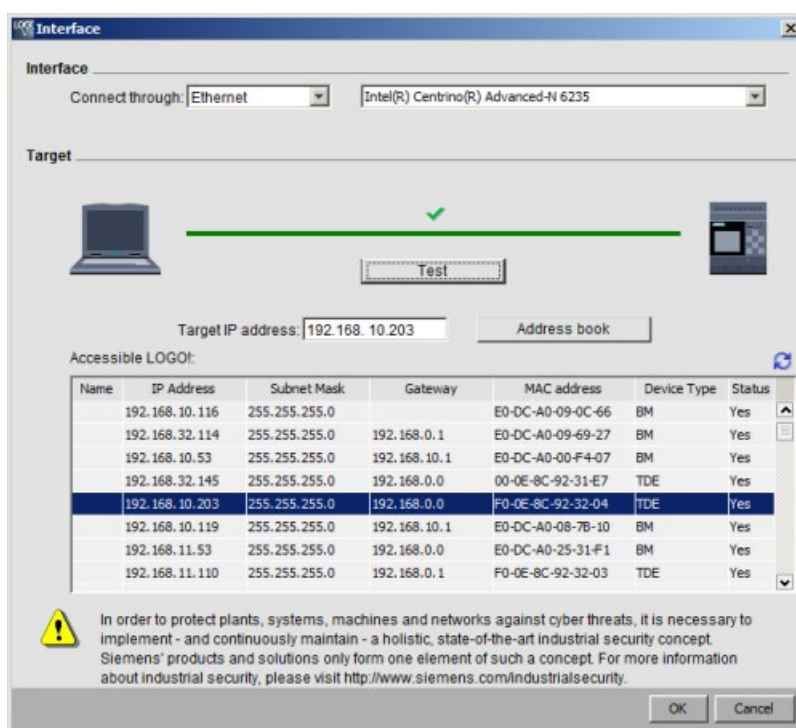 Interface
Interface
Connect through: Ethernet Intel(R) Centrino(R) Advanced-N 6235
Target
Test
Target IP address: 192.168. 10.203 Address book
Accessible LOGO!:
Name IP Address Subnet Mask Gateway MAC address Device Type Status
192.168.10.116 255.255.255.0 E0-DC-A0-09-0C-66 BM Yes
192.168.32.114 255.255.255.0 192.168.0.1 E0-DC-A0-09-69-27 BM Yes
192.168.10.53 255.255.255.0 192.168.10.1 E0-DC-A0-00-F4-07 BM Yes
192.168.32.145 255.255.255.0 192.168.0.0 00-0E-8C-92-31-E7 TDE Yes
192.168.10.203 255.255.255.0 192.168.0.0 F0-0E-8C-92-32-04 TDE Yes
192.168.10.119 255.255.255.0 192.168.10.1 E0-DC-A0-08-7B-10 BM Yes
192.168.11.53 255.255.255.0 192.168.0.0 E0-DC-A0-25-31-F1 BM Yes
192.168.11.110 255.255.255.0 192.168.0.1 F0-0E-8C-92-32-03 TDE Yes
In order to protect plants, systems, machines and networks against cyber threats, it is necessary to
implement - and continuously maintain - a holistic, state-of-the-art industrial security concept.
Siemens' products and solutions only form one element of such a concept. For more information
about industrial security, please visit http://www.siemens.com/industrialsecurity.
OK Cancel